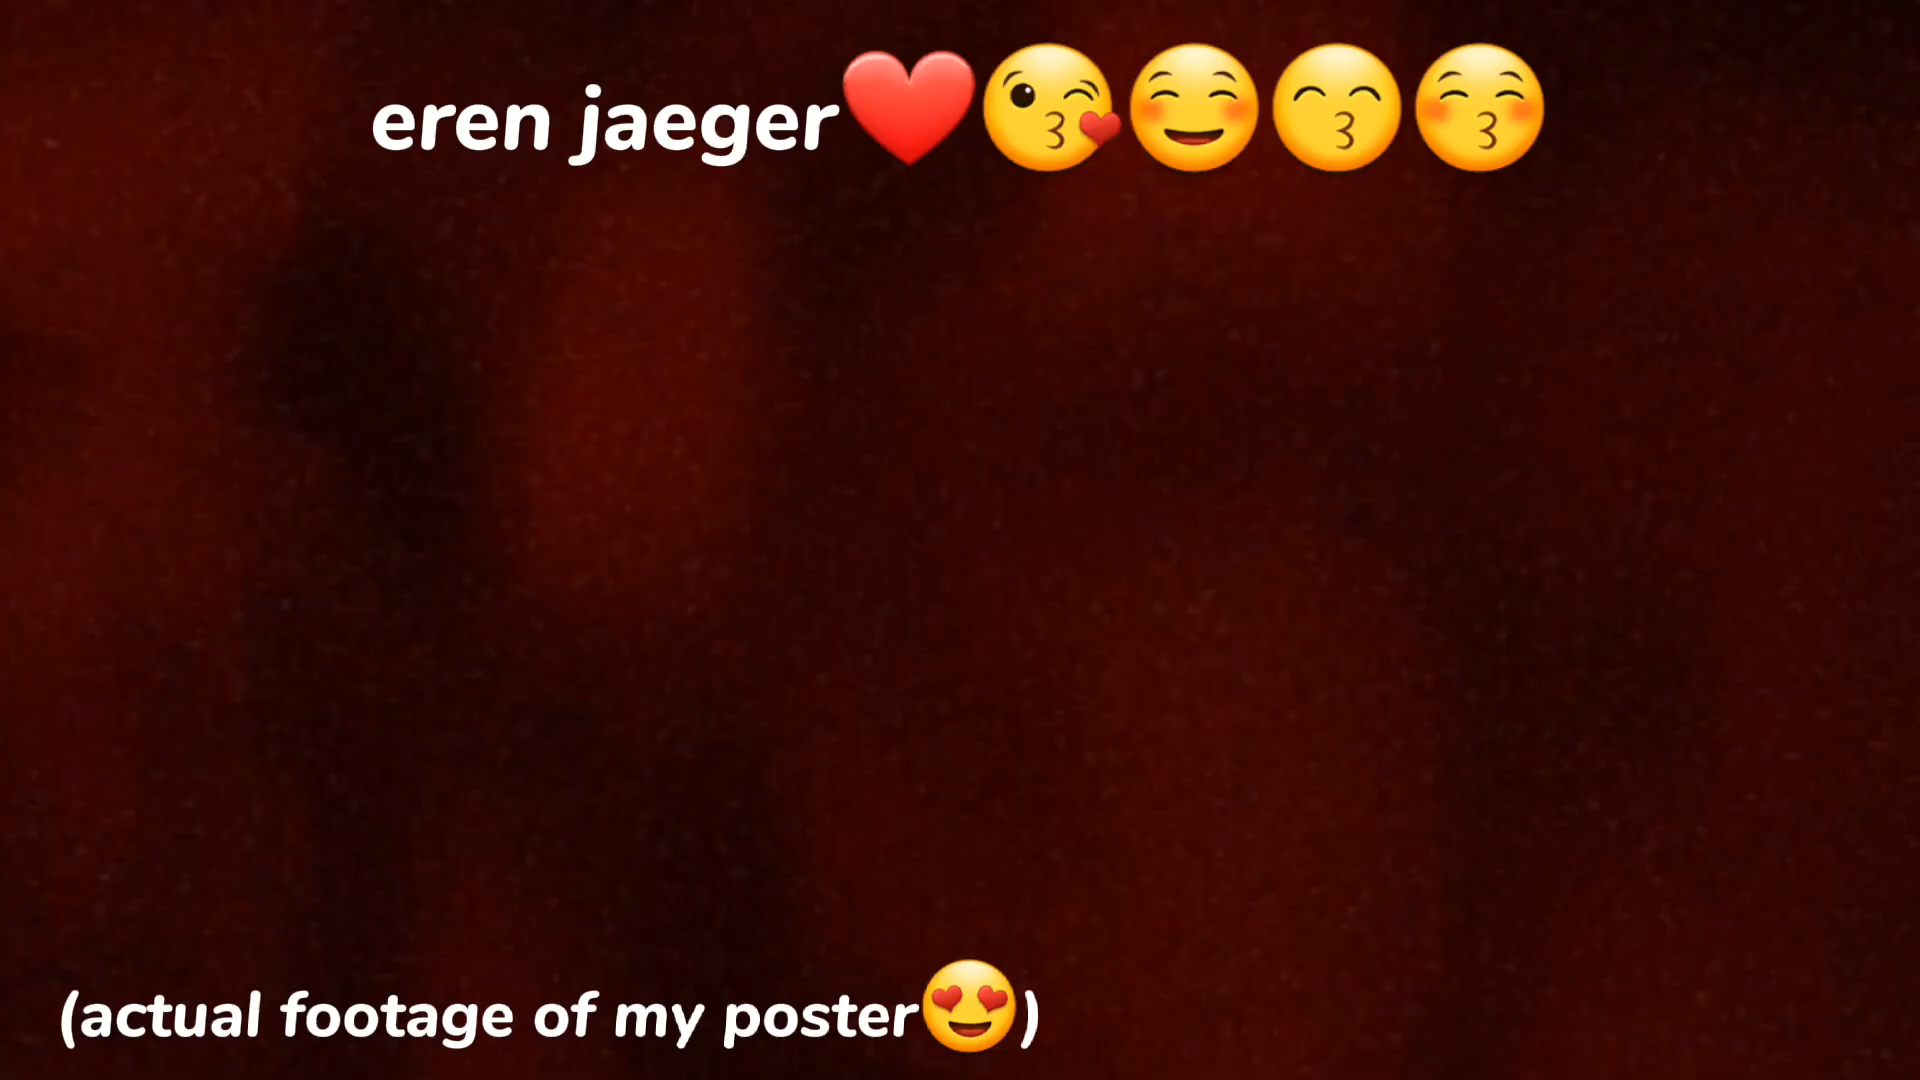 eren jaeger❤️😘😊😙😚
(actual footage of my poster😍)